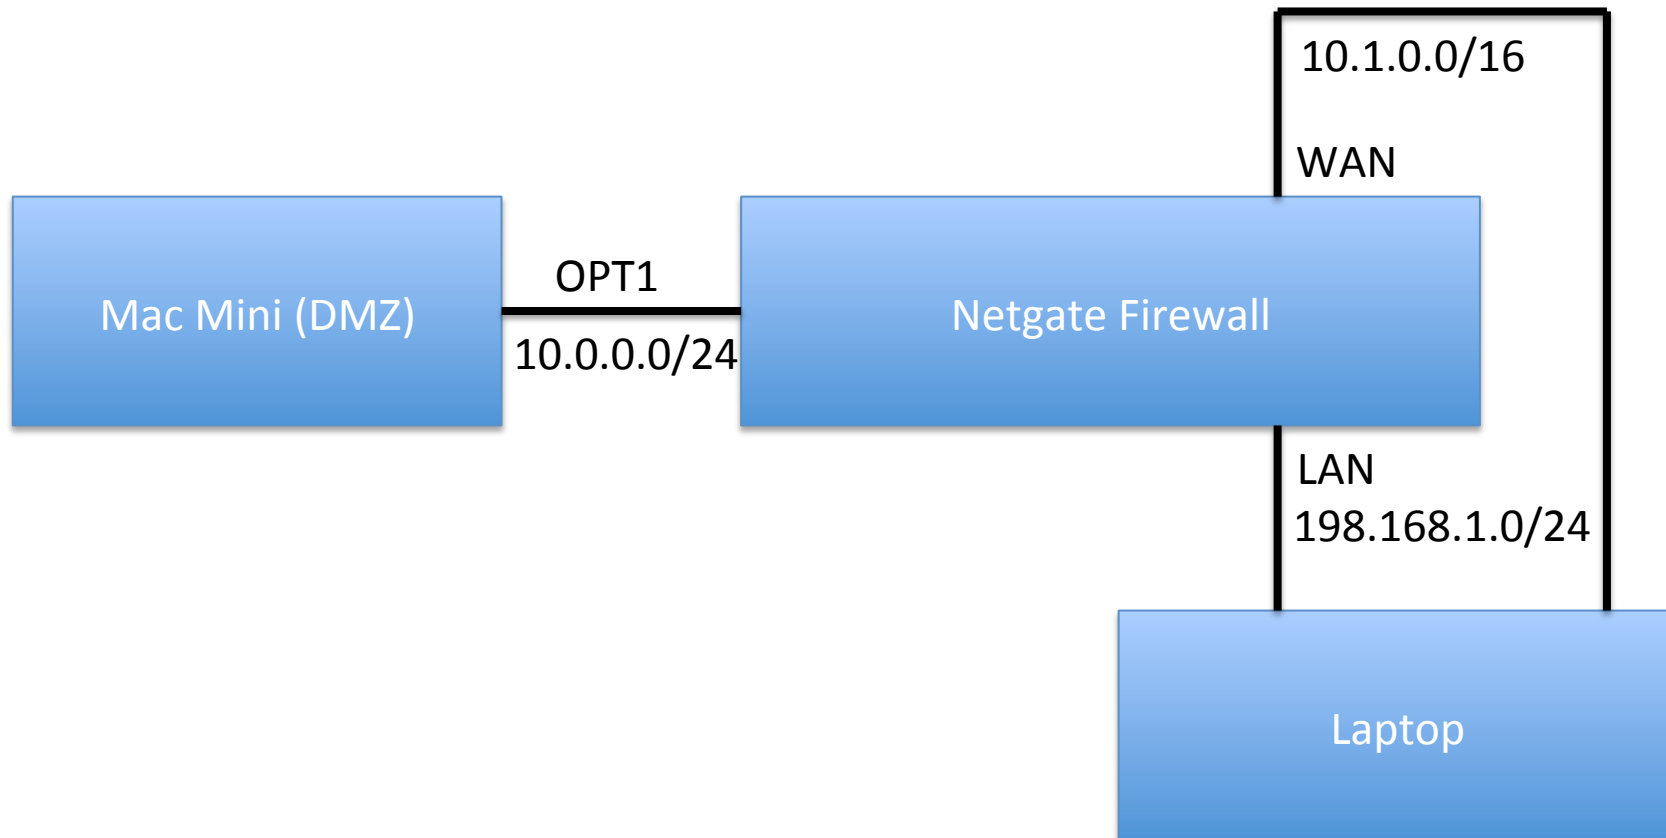 10.1.0.0/16
WAN
Mac Mini (DMZ)
OPT1
10.0.0.0/24
Netgate Firewall
LAN
198.168.1.0/24
Laptop